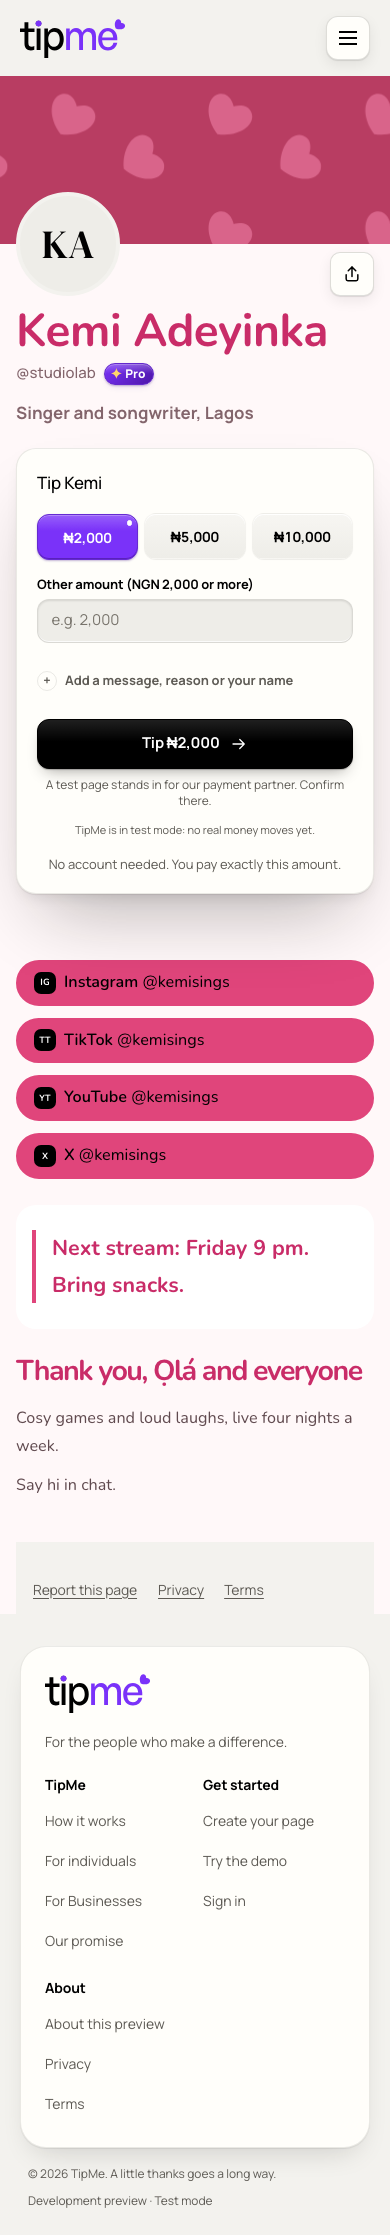 tipme
KA
Kemi Adeyinka
@studiolab ✦ Pro
Singer and songwriter, Lagos
Tip Kemi
₦2,000 ₦5,000 ₦10,000
Other amount (NGN 2,000 or more)
e.g. 2,000
+ Add a message, reason or your name
Tip ₦2,000 →
A test page stands in for our payment partner. Confirm
there.
TipMe is in test mode: no real money moves yet.
No account needed. You pay exactly this amount.
IG Instagram @kemisings
TT TikTok @kemisings
YT YouTube @kemisings
X X @kemisings
Next stream: Friday 9 pm.
Bring snacks.
Thank you, Ọlá and everyone
Cosy games and loud laughs, live four nights a
week.
Say hi in chat.
Report this page Privacy Terms
tipme
For the people who make a difference.
TipMe Get started
How it works Create your page
For individuals Try the demo
For Businesses Sign in
Our promise
About
About this preview
Privacy
Terms
© 2026 TipMe. A little thanks goes a long way.
Development preview · Test mode